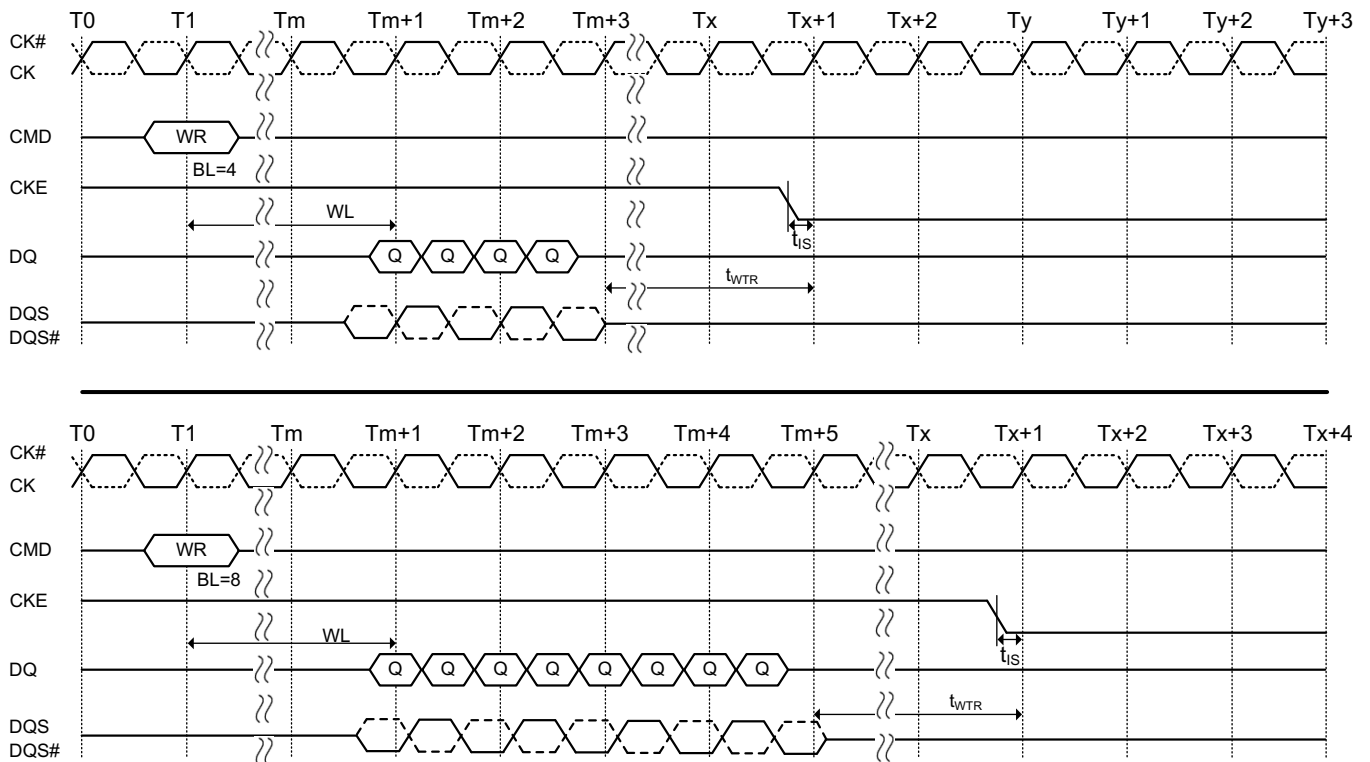 T0 T1 Tm Tm+1 Tm+2 Tm+3 Tx Tx+1 Tx+2 Ty Ty+1 Ty+2 Ty+3
CK#
CK
CMD WR
BL=4
CKE
WL
tIS
DQ Q Q Q Q
tWTR
DQS
DQS#
T0 T1 Tm Tm+1 Tm+2 Tm+3 Tm+4 Tm+5 Tx Tx+1 Tx+2 Tx+3 Tx+4
CK#
CK
CMD WR
BL=8
CKE
WL
tIS
DQ Q Q Q Q Q Q Q Q
tWTR
DQS
DQS#